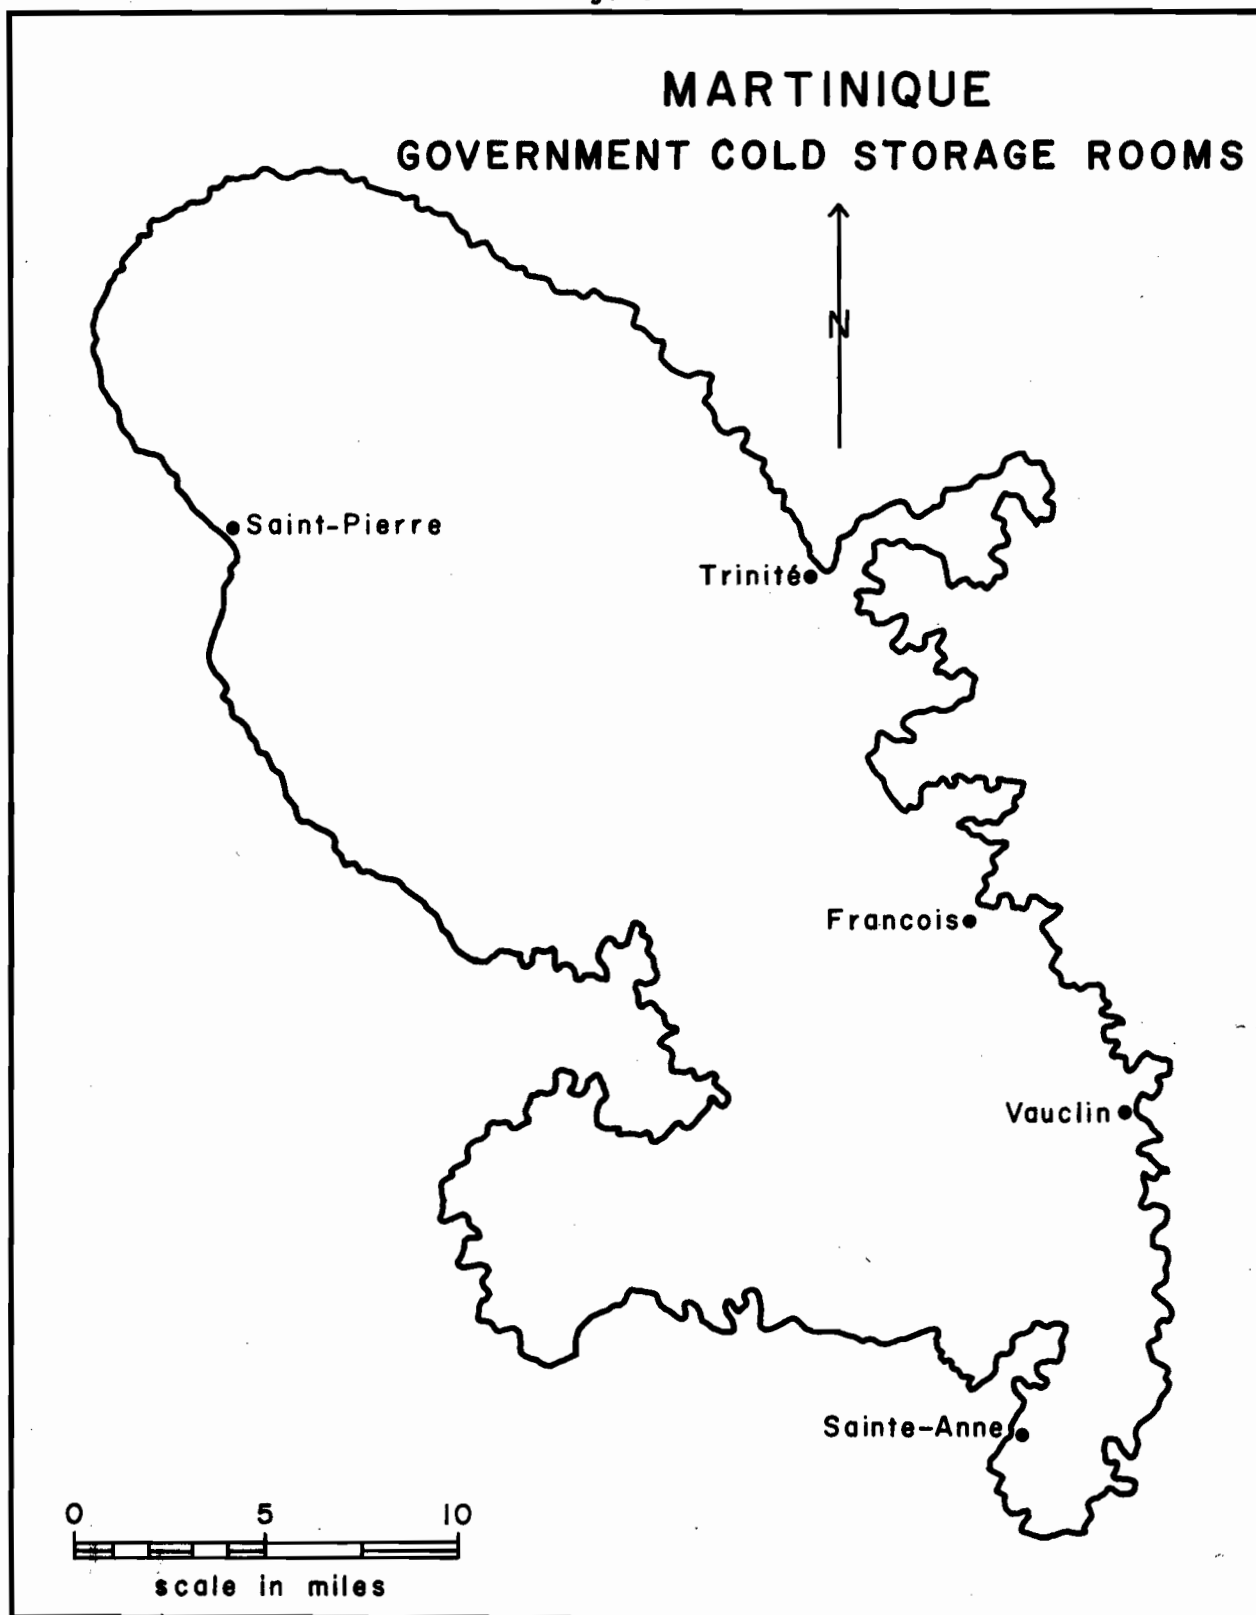 MARTINIQUE
GOVERNMENT COLD STORAGE ROOMS
N
Saint-Pierre
Trinité
Francois
Vauclin
Sainte-Anne
0 5 10
scale in miles